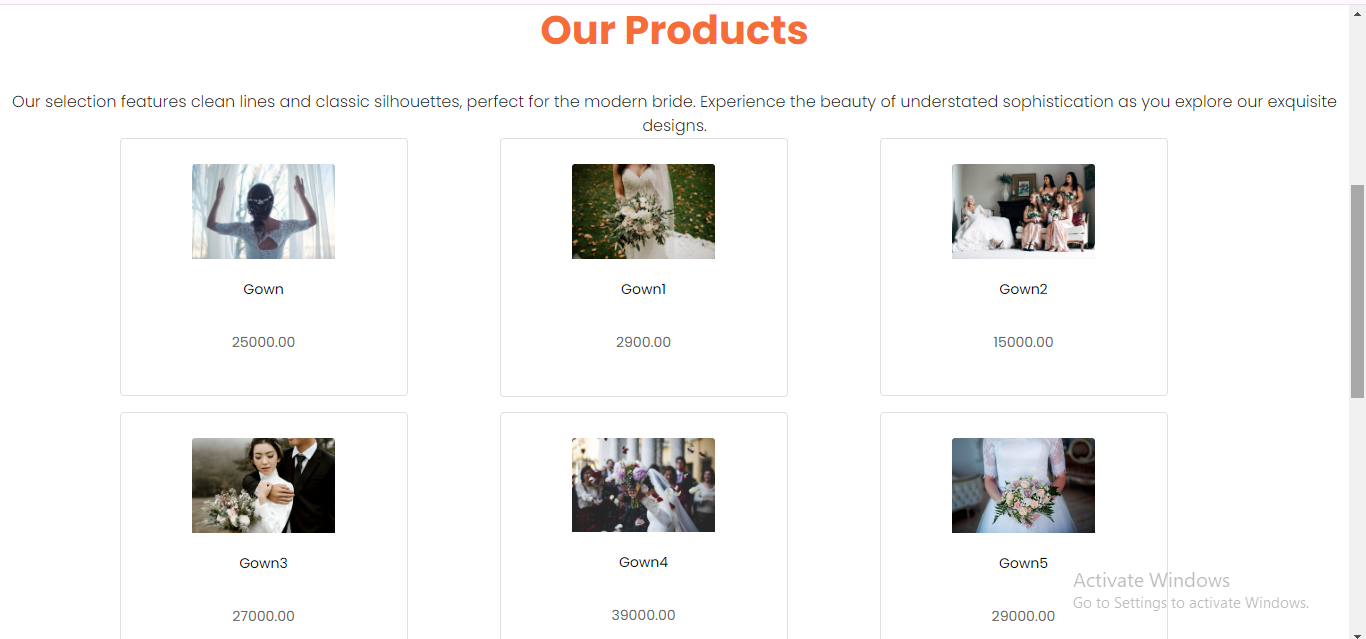 Our Products
Our selection features clean lines and classic silhouettes, perfect for the modern bride. Experience the beauty of understated sophistication as you explore our exquisite
designs.
Gown
Gown1
Gown2
25000.00
2900.00
15000.00
Gown3
Gown4
Gown5
27000.00
39000.00
29000.00
Activate Windows
Go to Settings to activate Windows.